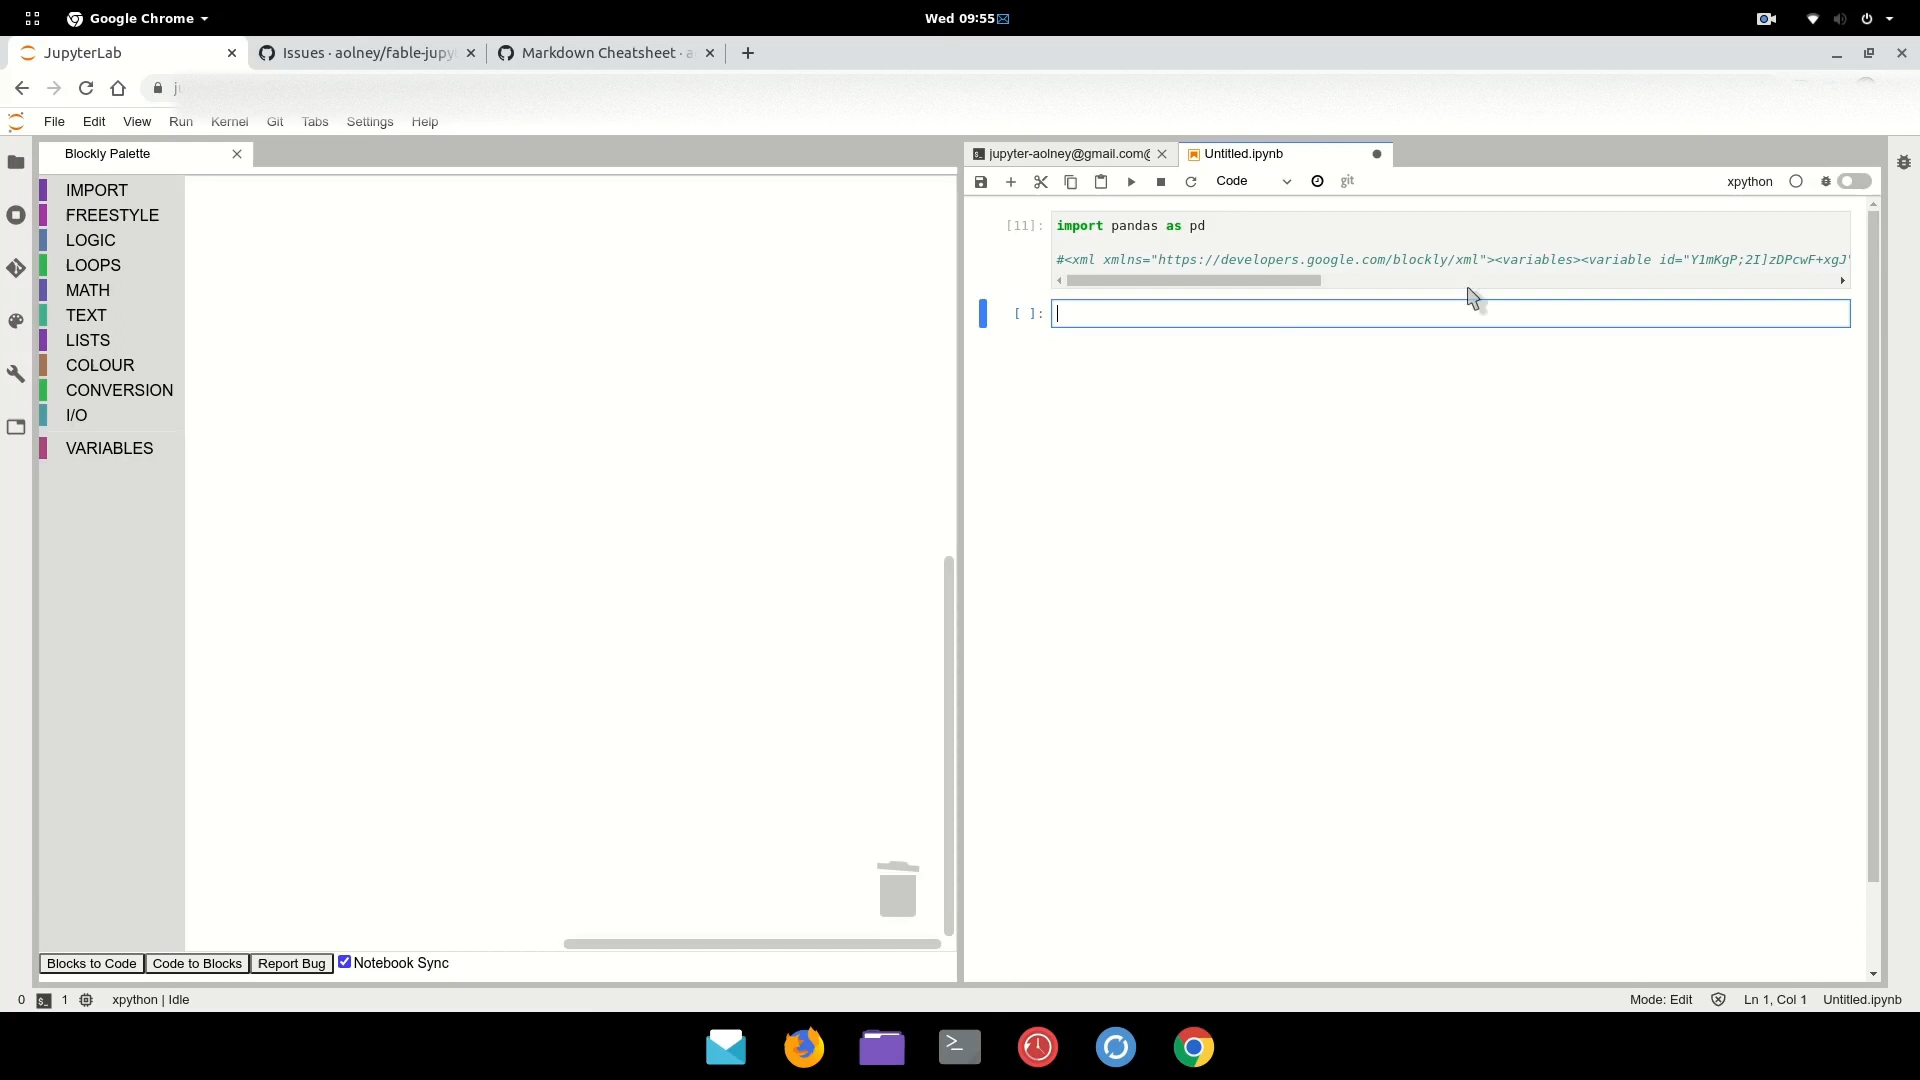 Google Chrome
Wed 09:55
JupyterLab
Issues · aolney/fable-jupyt
Markdown Cheatsheet · a
File Edit View Run Kernel Git Tabs Settings Help
Blockly Palette
jupyter-aolney@gmail.com@
Untitled.ipynb
Code
git
xpython
IMPORT
FREESTYLE
LOGIC
LOOPS
MATH
TEXT
LISTS
COLOUR
CONVERSION
I/O
VARIABLES
[11]:
import pandas as pd
#<xml xmlns="https://developers.google.com/blockly/xml"><variables><variable id="Y1mKgP;2I]zDPcwF+xgJ"
[ ]:
Blocks to Code
Code to Blocks
Report Bug
Notebook Sync
0
1
xpython | Idle
Mode: Edit
Ln 1, Col 1
Untitled.ipynb